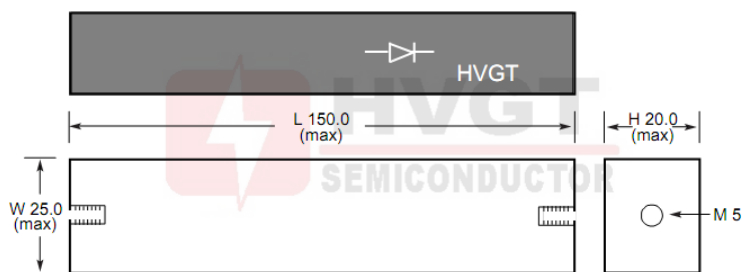 HVGT
L 150.0
(max)
H 20.0
(max)
HVGT
SEMICONDUCTOR
W 25.0
(max)
M 5